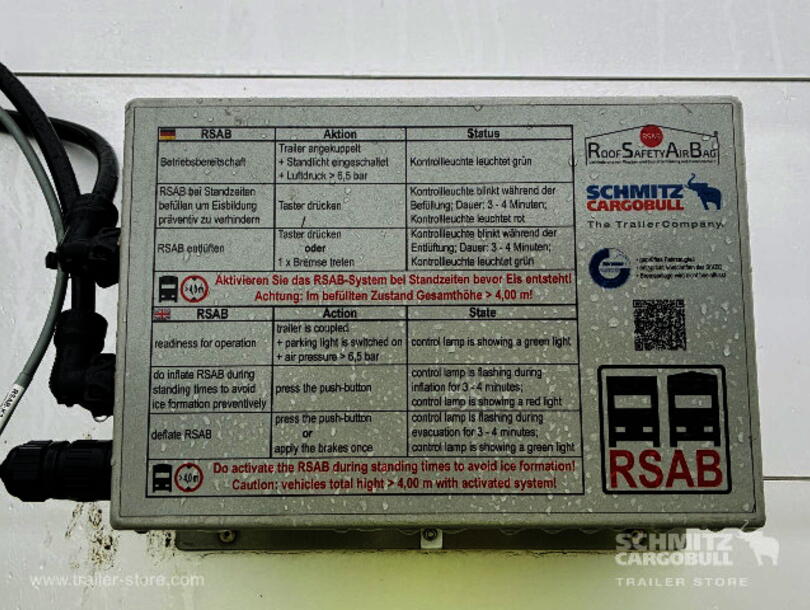 RSAB Aktion Status
Betriebsbereitschaft
Trailer angekuppelt
+ Standlicht eingeschaltet
+ Luftdruck > 6,5 bar
Kontrollleuchte leuchtet grün
RSAB bei Standzeiten
befüllen um Eisbildung
präventiv zu verhindern
Taster drücken
/
Kontrollleuchte blinkt während der
Befüllung; Dauer: 3 - 4 Minuten;
Kontrollleuchte leuchtet rot
RSAB entlüften
Taster drücken
oder
1 x Bremse treten
Kontrollleuchte blinkt während der
Entlüftung; Dauer: 3 - 4 Minuten;
Kontrollleuchte leuchtet grün
>4,0 m
Aktivieren Sie das RSAB-System bei Standzeiten bevor Eis entsteht!
Achtung: Im befüllten Zustand Gesamthöhe > 4,00 m!
RSAB Action State
readiness for operation
trailer is coupled
+ parking light is switched on
+ air pressure > 6,5 bar
control lamp is showing a green light
do inflate RSAB during
standing times to avoid
ice formation preventively
press the push-button
control lamp is flashing during
inflation for 3 - 4 minutes;
control lamp is showing a red light
deflate RSAB
press the push-button
or
apply the brakes once
control lamp is flashing during
evacuation for 3 - 4 minutes;
control lamp is showing a green light
>4,0 m
Do activate the RSAB during standing times to avoid ice formation!
Caution: vehicles total hight > 4,00 m with activated system!
RSAB
ROOFSAFETYAIRBAG
SCHMITZ
CARGOBULL
The TrailerCompany.
RSAB
www.trailer-store.com
SCHMITZ
CARGOBULL
TRAILER STORE